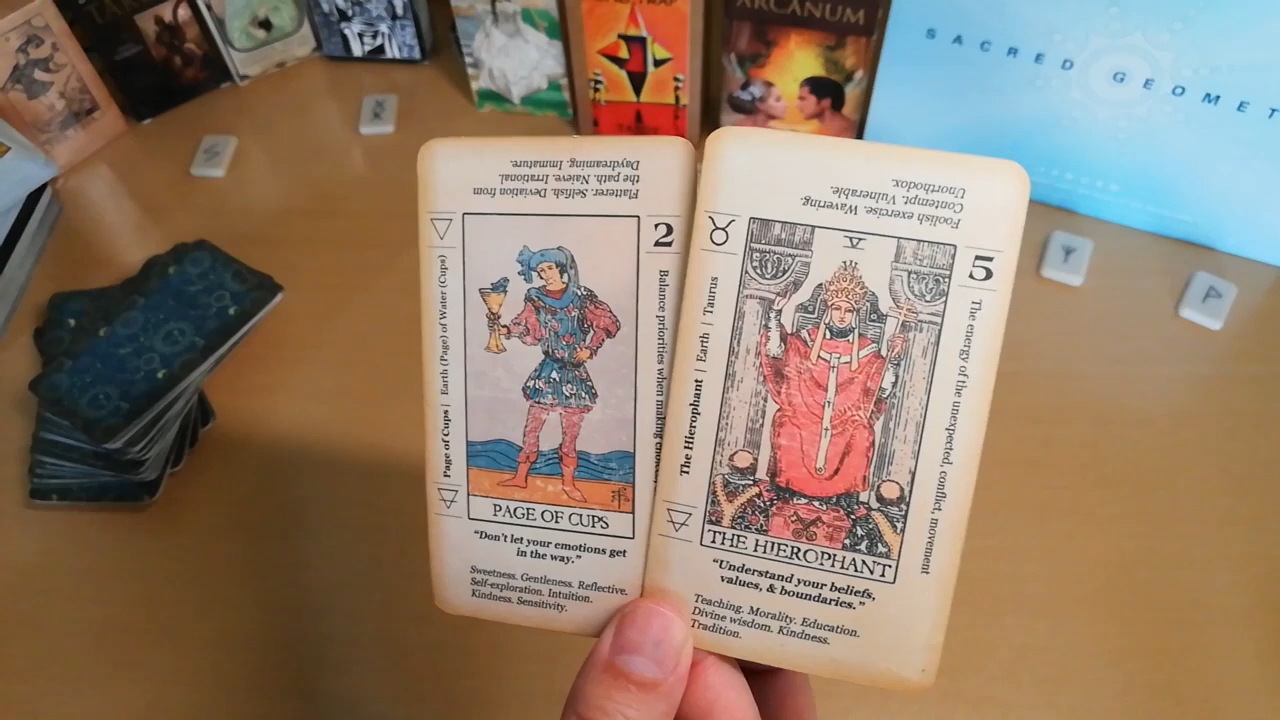 ARCANUM
SACRED GEOMET
Flatterer. Selfish. Deviation from
the path. Naieve. Irrational.
Daydreaming. Immature.
2
Page of Cups | Earth (Page) of Water (Cups)
Balance priorities when making
PAGE OF CUPS
"Don't let your emotions get
in the way."
Sweetness. Gentleness. Reflective.
Self-exploration. Intuition.
Kindness. Sensitivity.
Foolish exercise. Wavering.
Contempt. Vulnerable.
Unorthodox.
5
The Hierophant | Earth | Taurus
V
The energy of the unexpected, conflict, movement
THE HIEROPHANT
"Understand your beliefs,
values, & boundaries."
Teaching. Morality. Education.
Divine wisdom. Kindness.
Tradition.